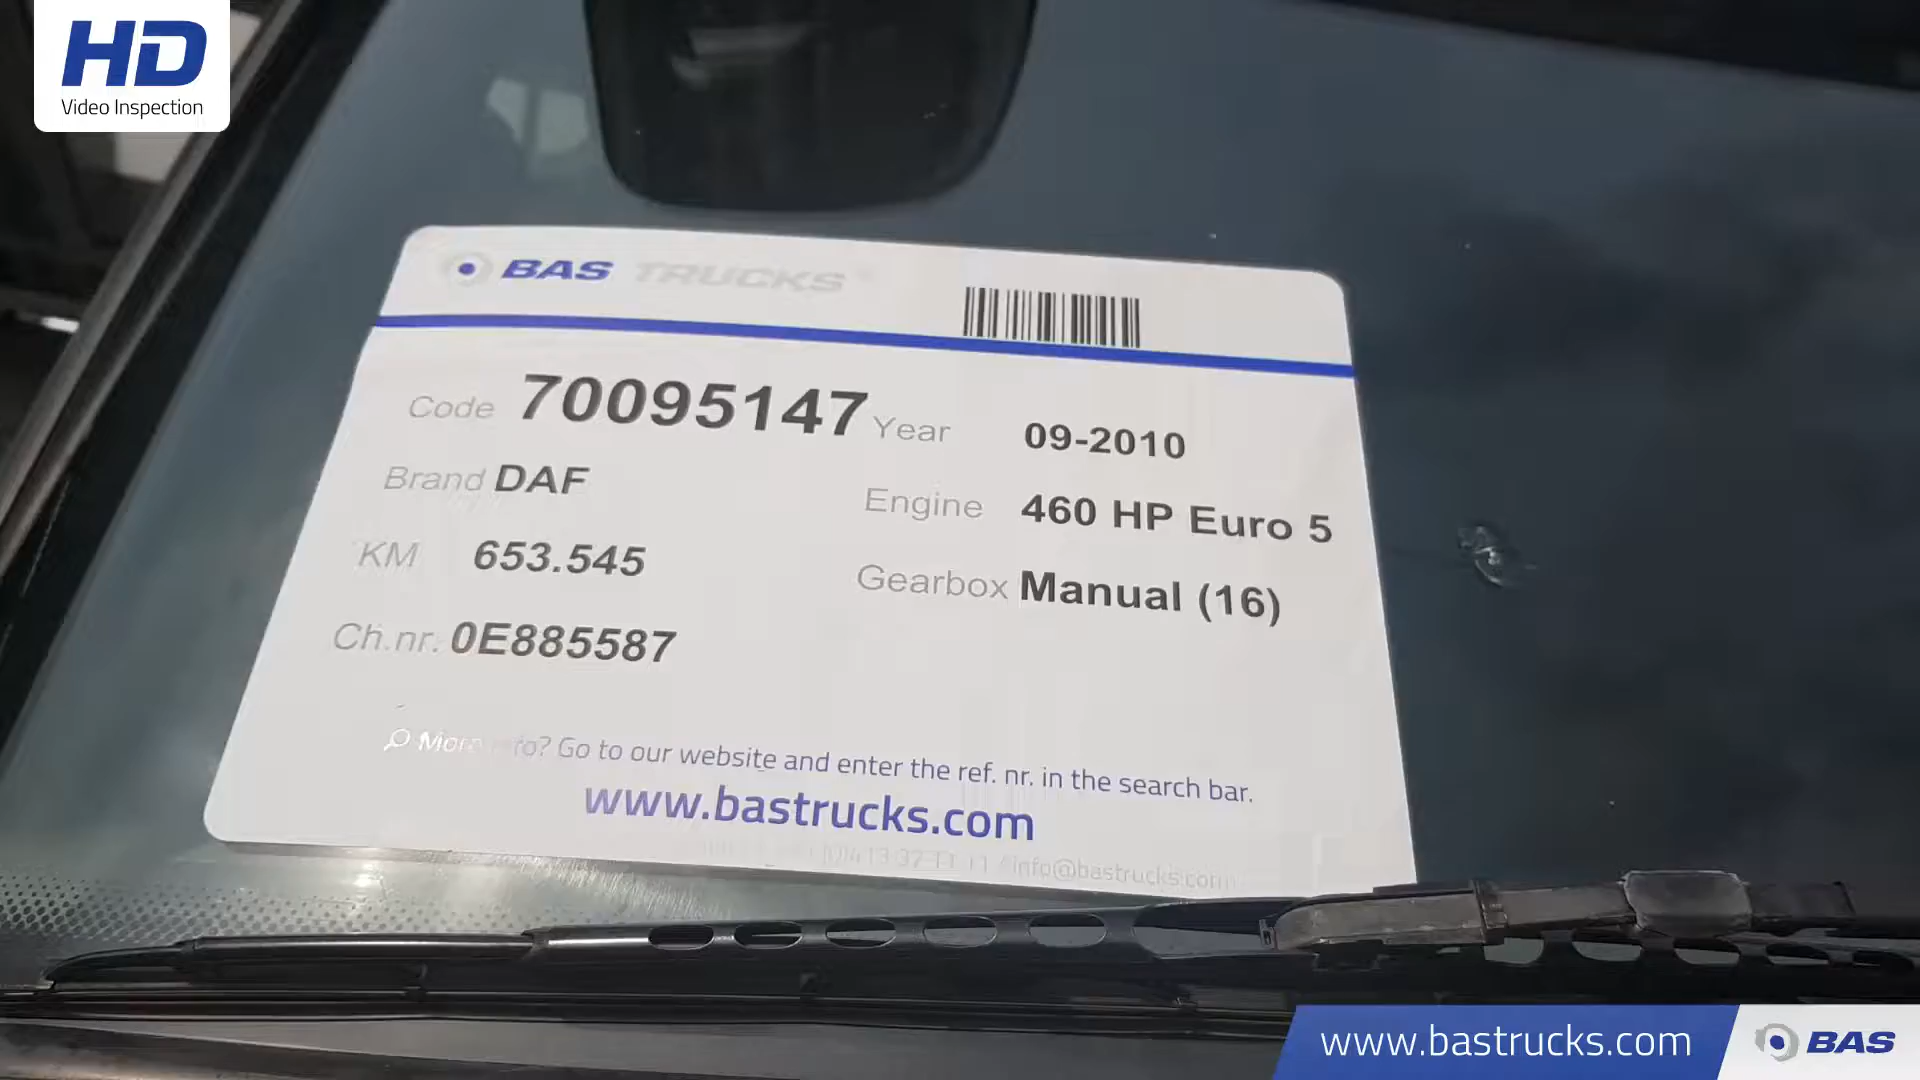 HD
Video Inspection
BAS TRUCKS
Code 70095147 Year 09-2010
Brand DAF
Engine 460 HP Euro 5
KM 653.545
Gearbox Manual (16)
Ch.nr. 0E885587
More info? Go to our website and enter the ref. nr. in the search bar.
www.bastrucks.com
info@bastrucks.com
www.bastrucks.com BAS